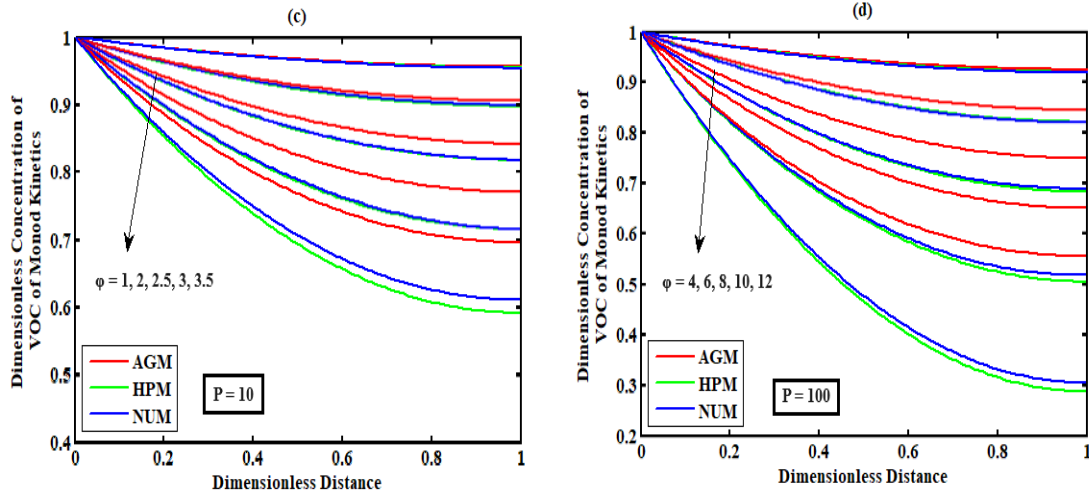 (c)
1
0.9
0.8
0.7
0.6
0.5
0.4
0
0.2
0.4
0.6
0.8
1
Dimensionless Concentration of
VOC of Monod Kinetics
Dimensionless Distance
φ = 1, 2, 2.5, 3, 3.5
AGM
HPM
NUM
P = 10
(d)
1
0.9
0.8
0.7
0.6
0.5
0.4
0.3
0.2
0
0.2
0.4
0.6
0.8
1
Dimensionless Concentration of
VOC of Monod Kinetics
Dimensionless Distance
φ = 4, 6, 8, 10, 12
AGM
HPM
NUM
P = 100